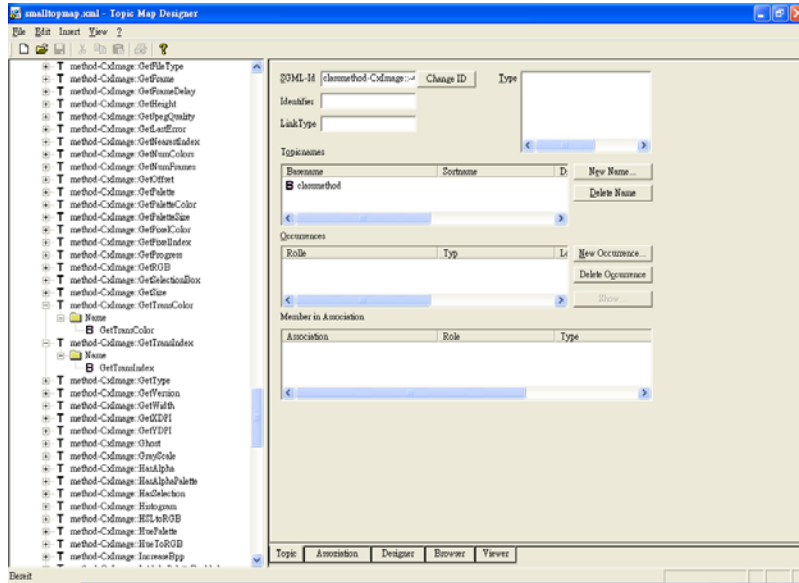 smalltopmap.xml - Topic Map Designer
File Edit Insert View ?
method-CxImage::GetFileType
method-CxImage::GetFrame
method-CxImage::GetFrameDelay
method-CxImage::GetHeight
method-CxImage::GetJpegQuality
method-CxImage::GetLastError
method-CxImage::GetNearestIndex
method-CxImage::GetNumColors
method-CxImage::GetNumFrames
method-CxImage::GetOffset
method-CxImage::GetPalette
method-CxImage::GetPaletteColor
method-CxImage::GetPaletteSize
method-CxImage::GetPixelColor
method-CxImage::GetPixelIndex
method-CxImage::GetProgress
method-CxImage::GetRGB
method-CxImage::GetSelectionBox
method-CxImage::GetSize
method-CxImage::GetTransColor
Name
GetTransColor
method-CxImage::GetTransIndex
Name
GetTransIndex
method-CxImage::GetType
method-CxImage::GetVersion
method-CxImage::GetWidth
method-CxImage::GetXDPI
method-CxImage::GetYDPI
method-CxImage::Ghost
method-CxImage::GrayScale
method-CxImage::HasAlpha
method-CxImage::HasAlphaPalette
method-CxImage::HasSelection
method-CxImage::Histogram
method-CxImage::HSLtoRGB
method-CxImage::HuePalette
method-CxImage::HueToRGB
method-CxImage::IncreaseBpp
SGML-Id classmethod-CxImage::~ Change ID Type
Identifier
LinkType
Topicnames
Basename Sortname D:
classmethod
New Name...
Delete Name
Occurrences
Rolle Typ Lo
New Occurrence...
Delete Occurrence
Show...
Member in Association
Association Role Type
Topic Association Designer Browser Viewer
Bereit